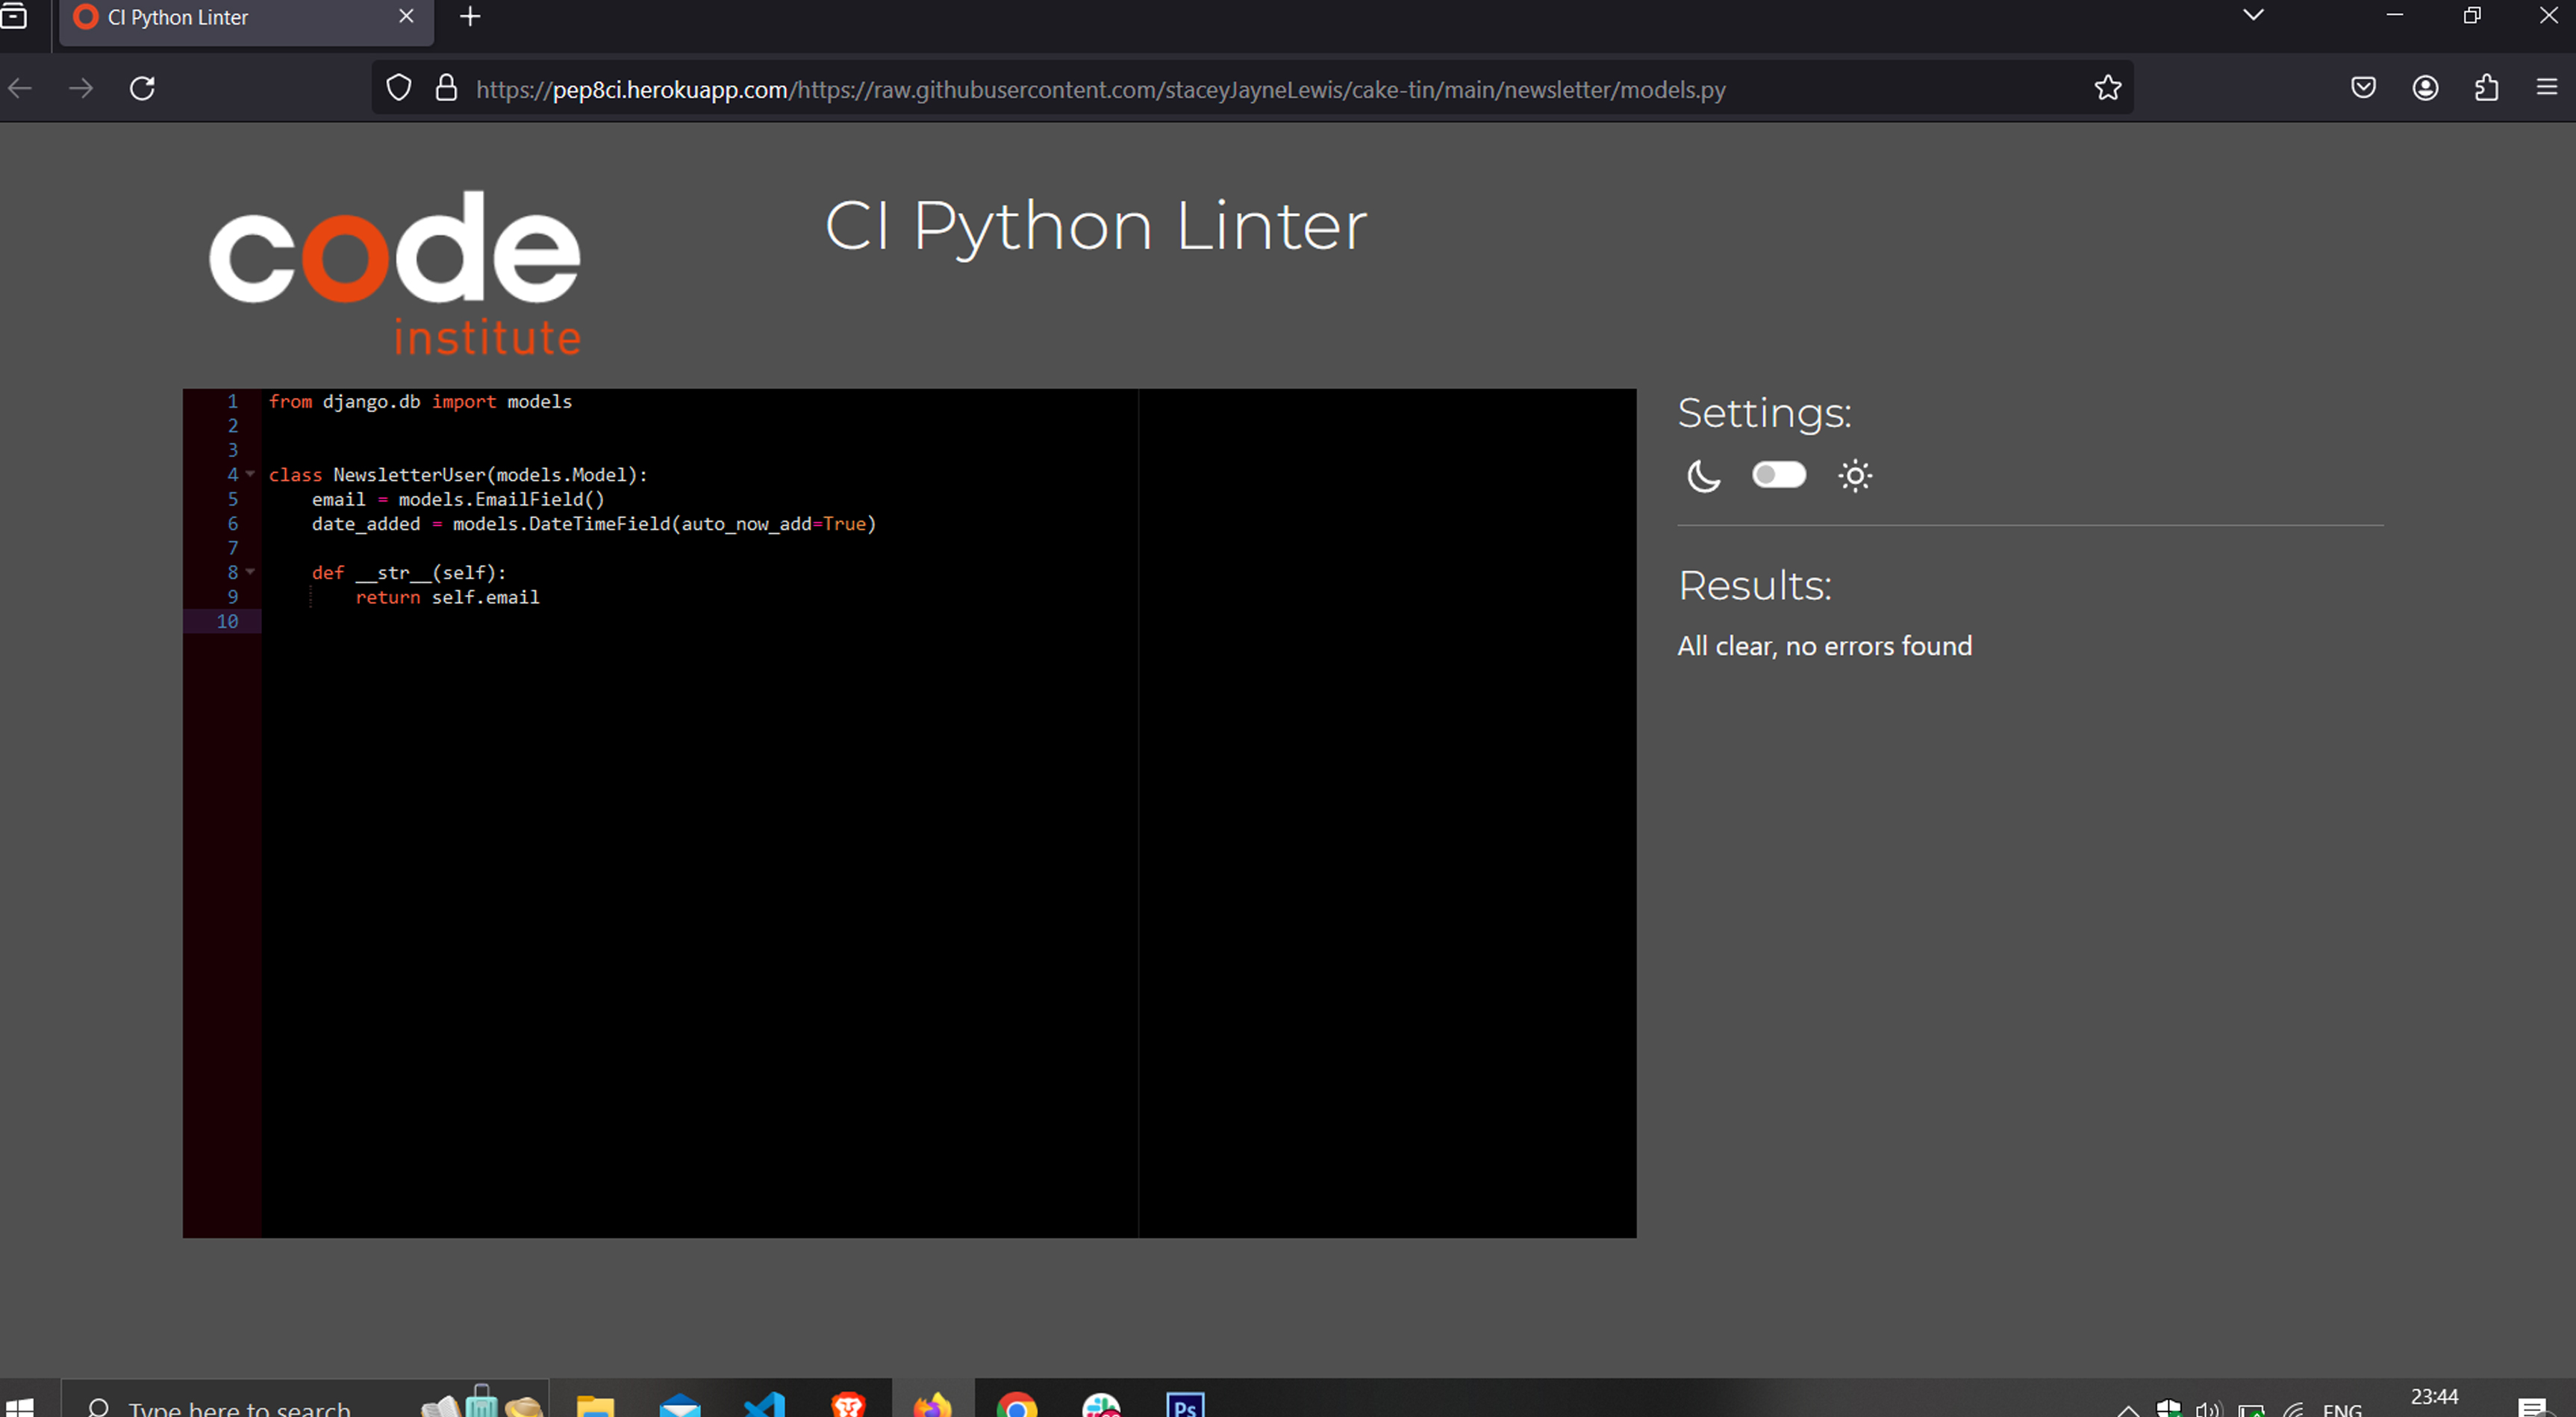 CI Python Linter
https://pep8ci.herokuapp.com/https://raw.githubusercontent.com/staceyJayneLewis/cake-tin/main/newsletter/models.py
code
institute
CI Python Linter
1 from django.db import models
2
3
4 class NewsletterUser(models.Model):
5     email = models.EmailField()
6     date_added = models.DateTimeField(auto_now_add=True)
7
8     def __str__(self):
9         return self.email
10
Settings:
Results:
All clear, no errors found
Type here to search
Ps
ENG
23:44